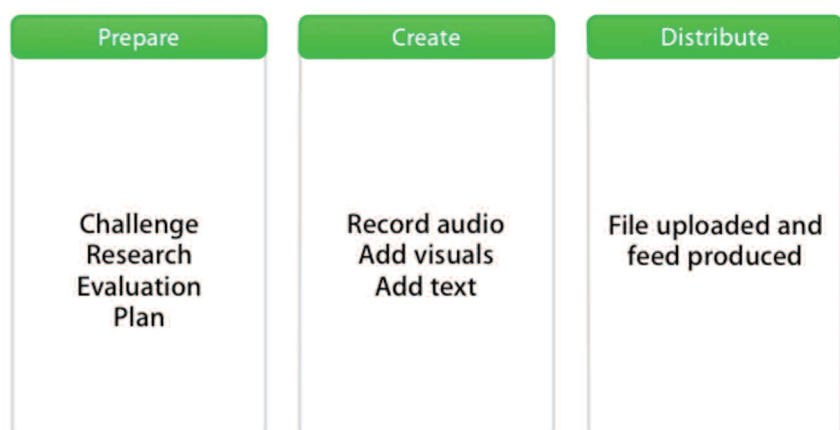 Prepare
Challenge
Research
Evaluation
Plan
Create
Record audio
Add visuals
Add text
Distribute
File uploaded and
feed produced